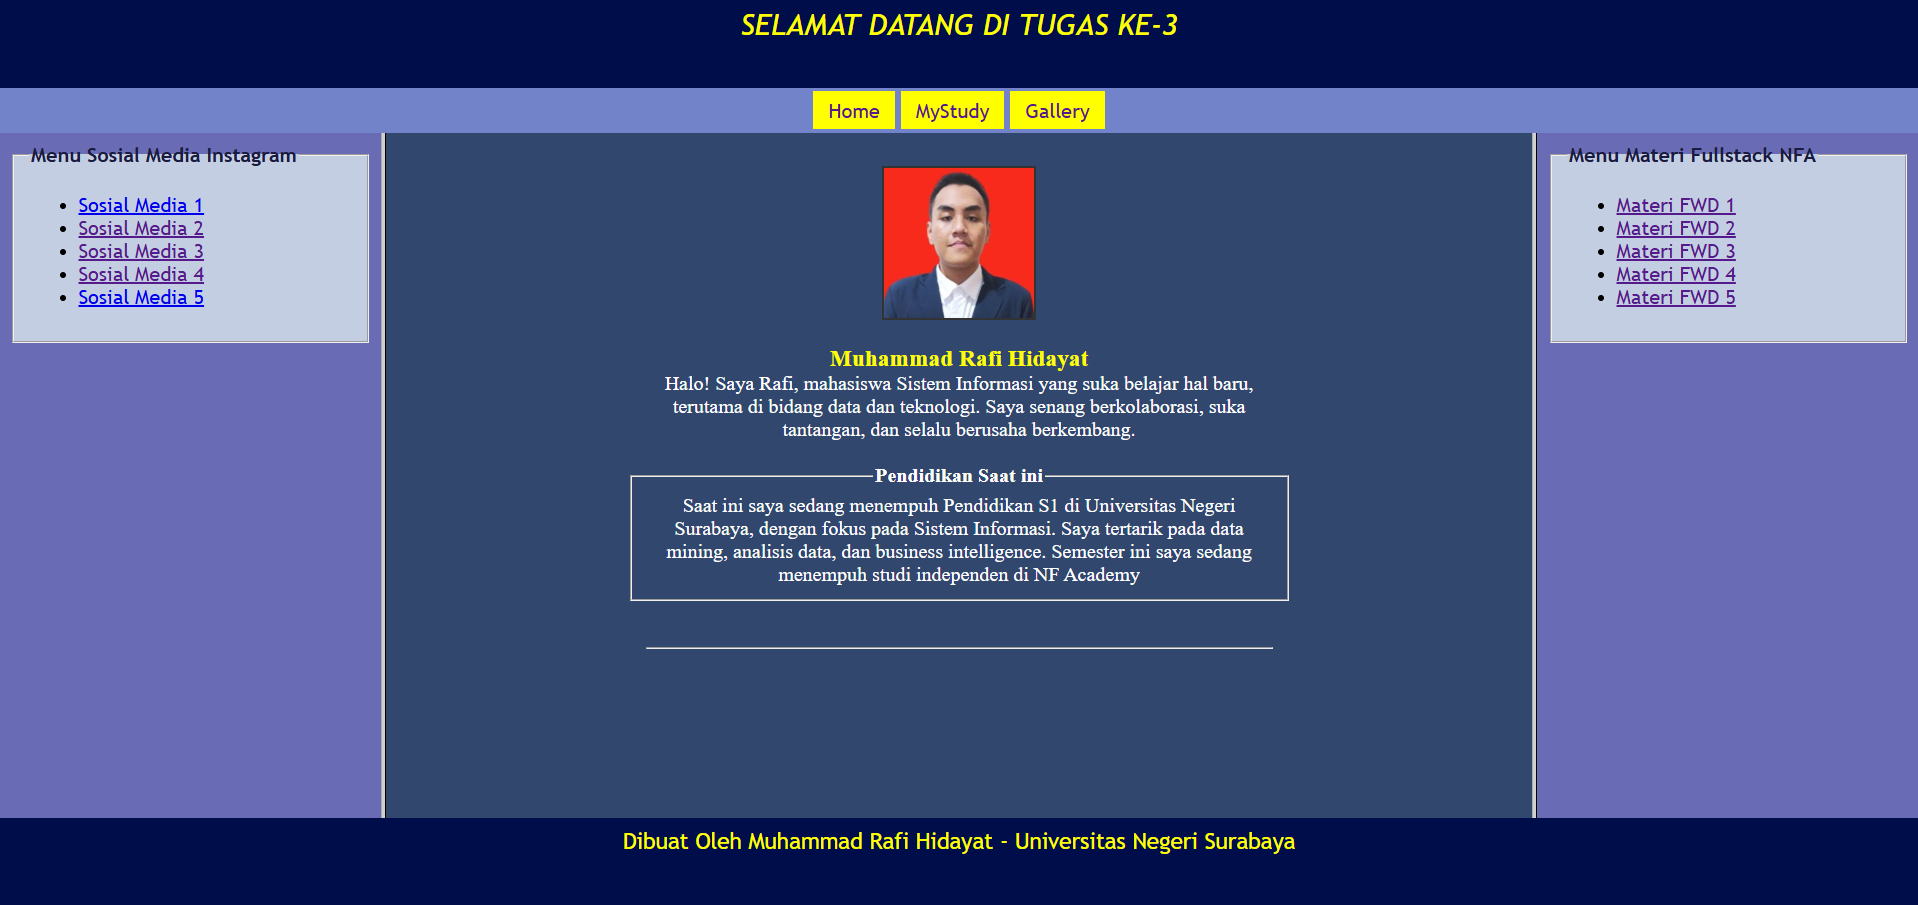 SELAMAT DATANG DI TUGAS KE-3
Home MyStudy Gallery
Menu Sosial Media Instagram
Sosial Media 1
Sosial Media 2
Sosial Media 3
Sosial Media 4
Sosial Media 5
Muhammad Rafi Hidayat
Halo! Saya Rafi, mahasiswa Sistem Informasi yang suka belajar hal baru,
terutama di bidang data dan teknologi. Saya senang berkolaborasi, suka
tantangan, dan selalu berusaha berkembang.
Pendidikan Saat ini
Saat ini saya sedang menempuh Pendidikan S1 di Universitas Negeri
Surabaya, dengan fokus pada Sistem Informasi. Saya tertarik pada data
mining, analisis data, dan business intelligence. Semester ini saya sedang
menempuh studi independen di NF Academy
Menu Materi Fullstack NFA
Materi FWD 1
Materi FWD 2
Materi FWD 3
Materi FWD 4
Materi FWD 5
Dibuat Oleh Muhammad Rafi Hidayat - Universitas Negeri Surabaya